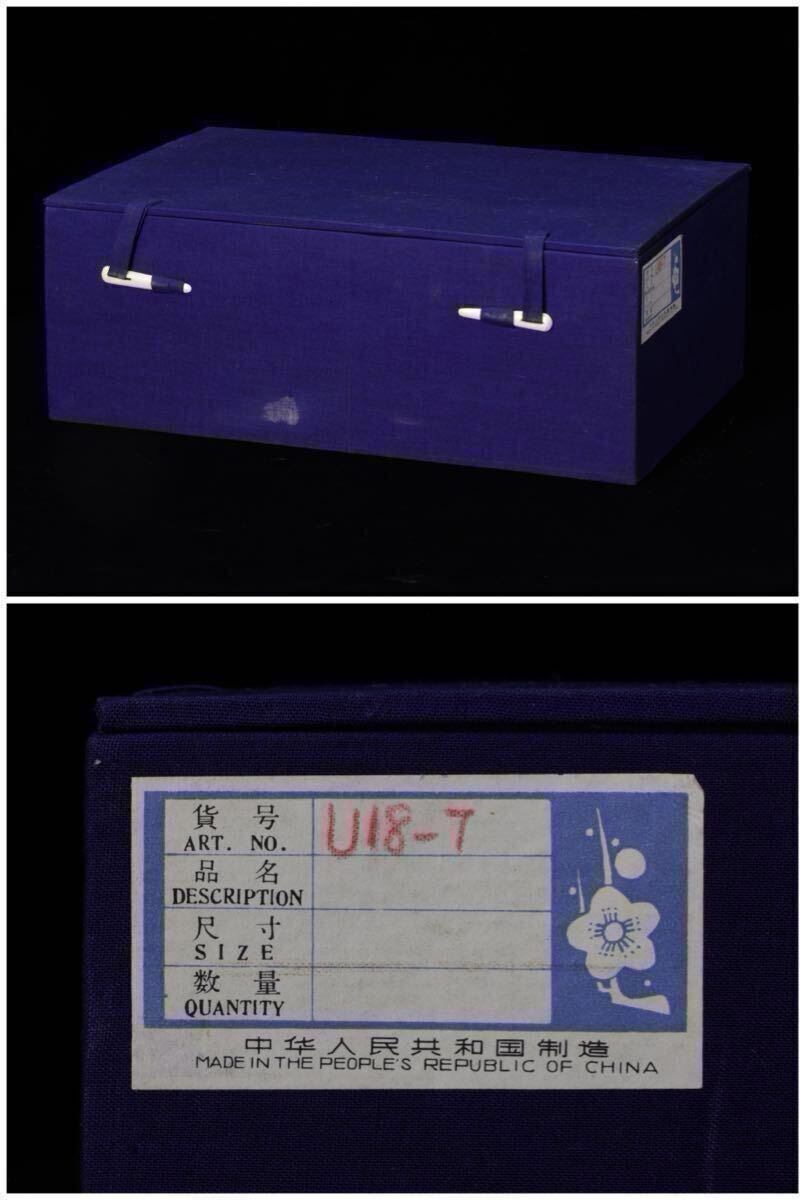 貨号 U18-T
ART. NO.
品名
DESCRIPTION
尺寸
SIZE
数量
QUANTITY
中华人民共和国制造
MADE IN THE PEOPLE'S REPUBLIC OF CHINA